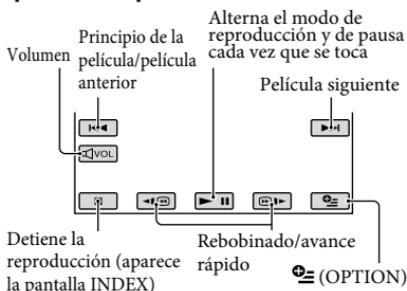 Alterna el modo de
reproducción y de pausa
cada vez que se toca
Principio de la
película/película
anterior
Volumen
Película siguiente
VOL
Detiene la
reproducción (aparece
la pantalla INDEX)
Rebobinado/avance
rápido
(OPTION)